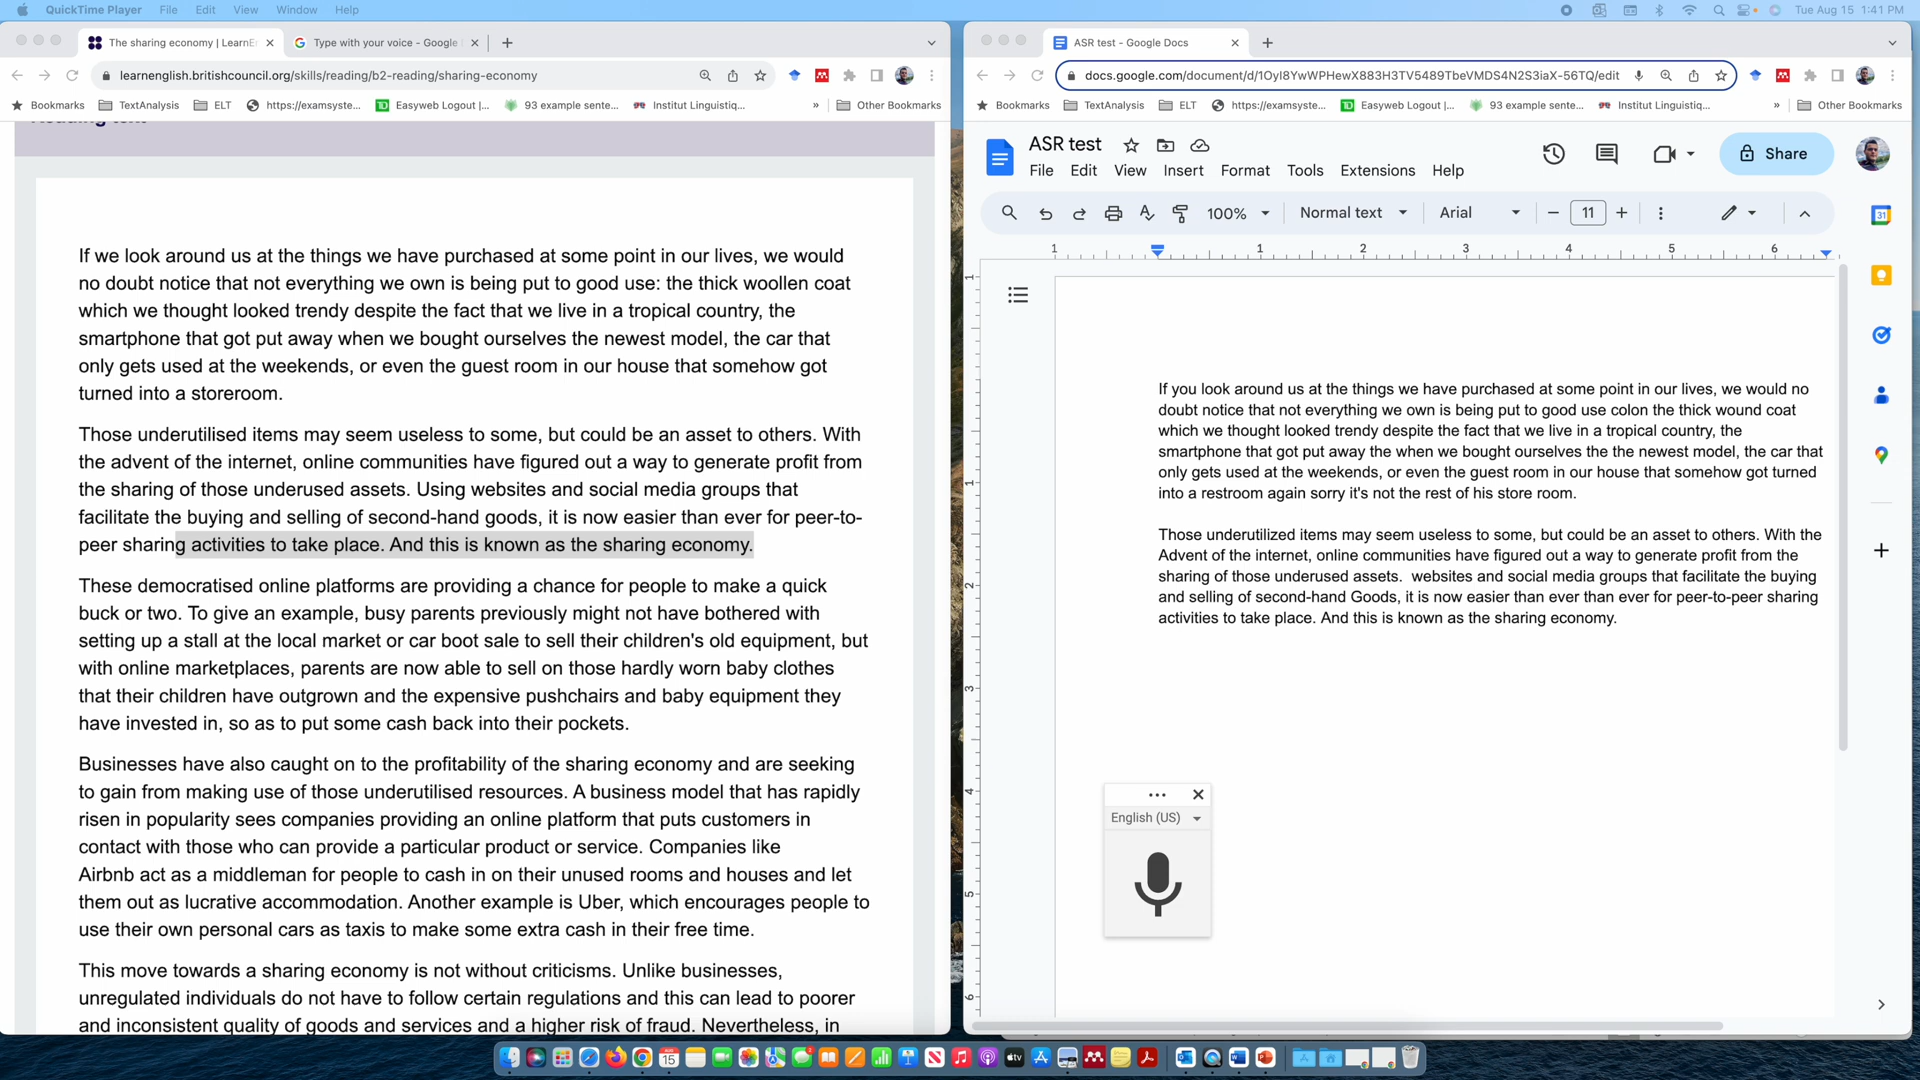 QuickTime Player File Edit View Window Help
Tue Aug 15 1:41 PM
The sharing economy | LearnEn
Type with your voice - Google
learnenglish.britishcouncil.org/skills/reading/b2-reading/sharing-economy
Bookmarks TextAnalysis ELT https://examsyste... Easyweb Logout |... 93 example sente... Institut Linguistiq... » Other Bookmarks
If we look around us at the things we have purchased at some point in our lives, we would
no doubt notice that not everything we own is being put to good use: the thick woollen coat
which we thought looked trendy despite the fact that we live in a tropical country, the
smartphone that got put away when we bought ourselves the newest model, the car that
only gets used at the weekends, or even the guest room in our house that somehow got
turned into a storeroom.
Those underutilised items may seem useless to some, but could be an asset to others. With
the advent of the internet, online communities have figured out a way to generate profit from
the sharing of those underused assets. Using websites and social media groups that
facilitate the buying and selling of second-hand goods, it is now easier than ever for peer-to-
peer sharing activities to take place. And this is known as the sharing economy.
These democratised online platforms are providing a chance for people to make a quick
buck or two. To give an example, busy parents previously might not have bothered with
setting up a stall at the local market or car boot sale to sell their children's old equipment, but
with online marketplaces, parents are now able to sell on those hardly worn baby clothes
that their children have outgrown and the expensive pushchairs and baby equipment they
have invested in, so as to put some cash back into their pockets.
Businesses have also caught on to the profitability of the sharing economy and are seeking
to gain from making use of those underutilised resources. A business model that has rapidly
risen in popularity sees companies providing an online platform that puts customers in
contact with those who can provide a particular product or service. Companies like
Airbnb act as a middleman for people to cash in on their unused rooms and houses and let
them out as lucrative accommodation. Another example is Uber, which encourages people to
use their own personal cars as taxis to make some extra cash in their free time.
This move towards a sharing economy is not without criticisms. Unlike businesses,
unregulated individuals do not have to follow certain regulations and this can lead to poorer
and inconsistent quality of goods and services and a higher risk of fraud. Nevertheless, in
ASR test - Google Docs
docs.google.com/document/d/1OyI8YwWPHewX883H3TV5489TbeVMDS4N2S3iaX-56TQ/edit
Bookmarks TextAnalysis ELT https://examsyste... Easyweb Logout |... 93 example sente... Institut Linguistiq... » Other Bookmarks
ASR test
File Edit View Insert Format Tools Extensions Help
Share
100% Normal text Arial 11
1 1 2 3 4 5 6
1
1
2
3
4
5
6
31
If you look around us at the things we have purchased at some point in our lives, we would no
doubt notice that not everything we own is being put to good use colon the thick wound coat
which we thought looked trendy despite the fact that we live in a tropical country, the
smartphone that got put away the when we bought ourselves the the newest model, the car that
only gets used at the weekends, or even the guest room in our house that somehow got turned
into a restroom again sorry it's not the rest of his store room.
Those underutilized items may seem useless to some, but could be an asset to others. With the
Advent of the internet, online communities have figured out a way to generate profit from the
sharing of those underused assets.  websites and social media groups that facilitate the buying
and selling of second-hand Goods, it is now easier than ever than ever for peer-to-peer sharing
activities to take place. And this is known as the sharing economy.
English (US)